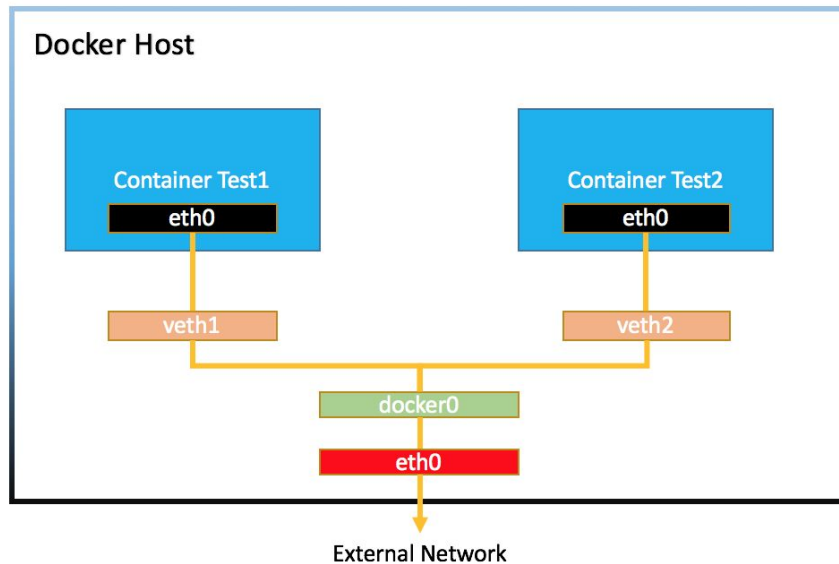 Docker Host
Container Test1
Container Test2
eth0
eth0
veth1
veth2
docker0
eth0
External Network